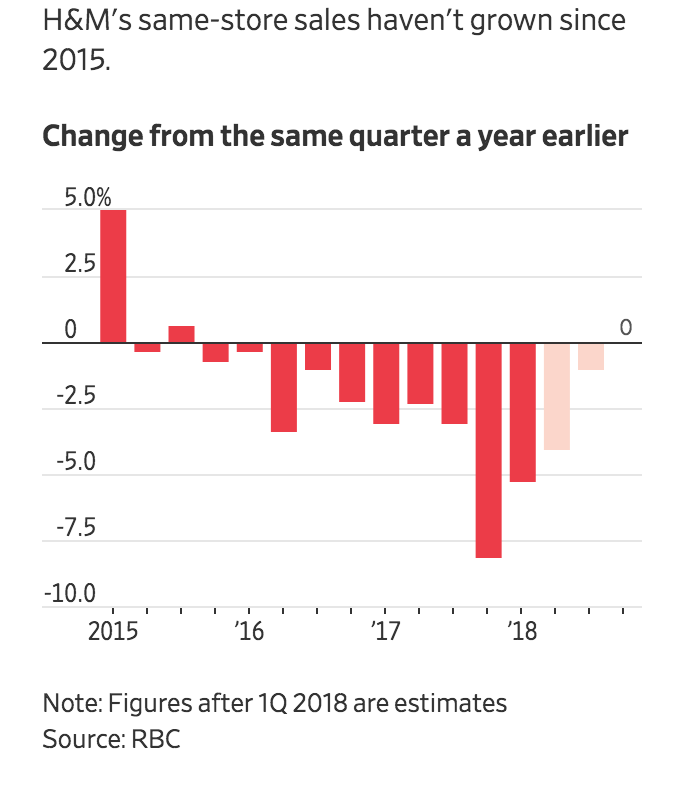 H&M's same-store sales haven't grown since
2015.
Change from the same quarter a year earlier
5.0%
2.5
0
0
-2.5
-5.0
-7.5
-10.0
2015 ’16 ’17 ’18
Note: Figures after 1Q 2018 are estimates
Source: RBC